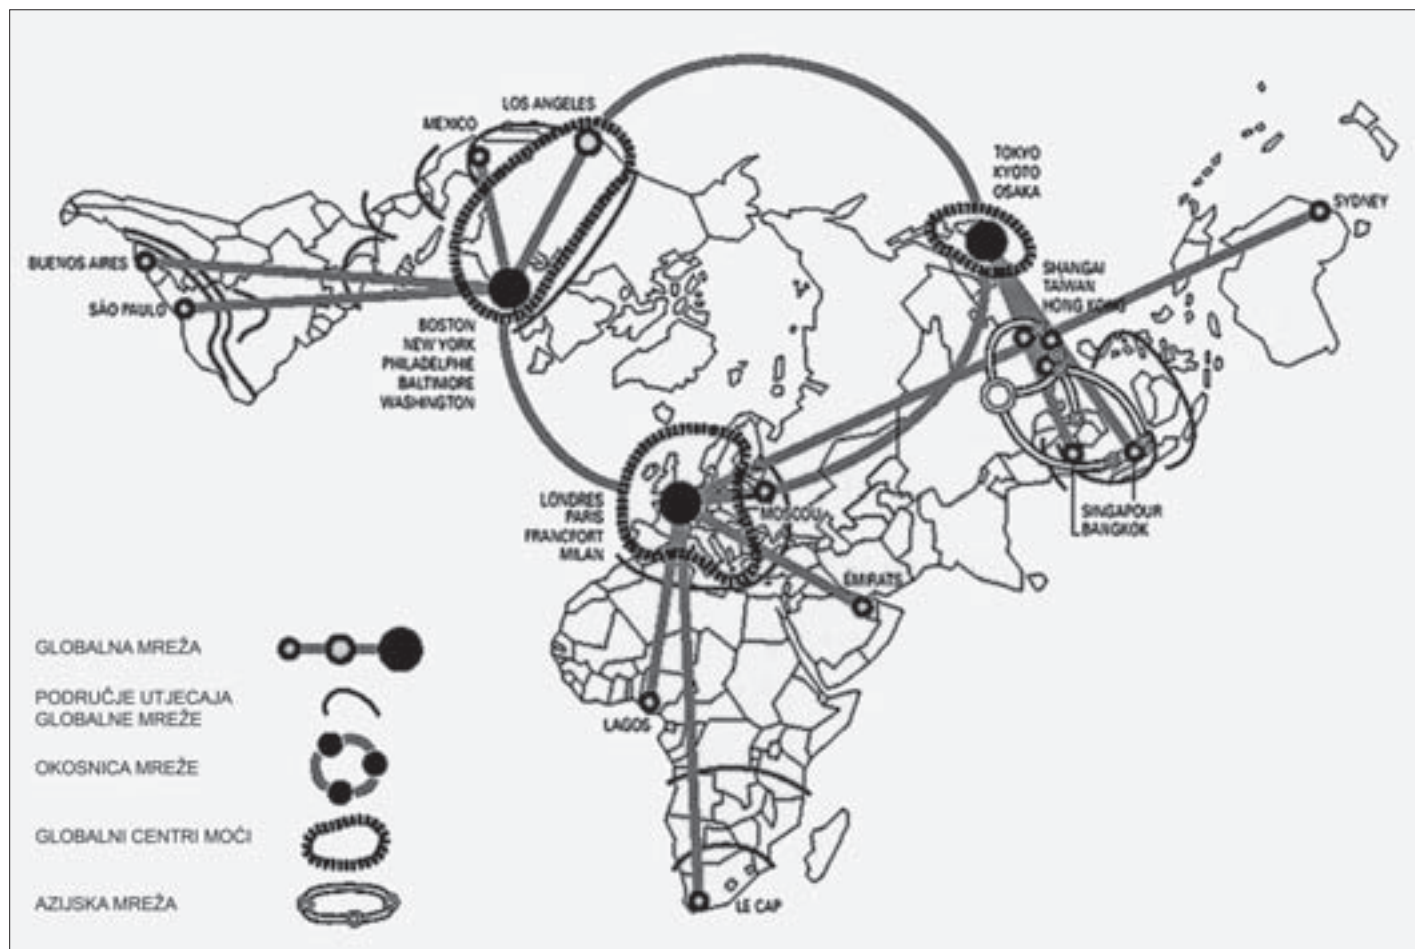 LOS ANGELES
MEXICO
TOKYO
KYOTO
OSAKA
SYDNEY
BUENOS AIRES
SÃO PAULO
SHANGAI
TAIWAN
HONG KONG
BOSTON
NEW YORK
PHILADELPHIE
BALTIMORE
WASHINGTON
LONDRES
PARIS
FRANCFORT
MILAN
MOSCOU
SINGAPOUR
BANGKOK
ÉMIRATS
LAGOS
LE CAP
GLOBALNA MREŽA
PODRUČJE UTJECAJA
GLOBALNE MREŽE
OKOSNICA MREŽE
GLOBALNI CENTRI MOĆI
AZIJSKA MREŽA